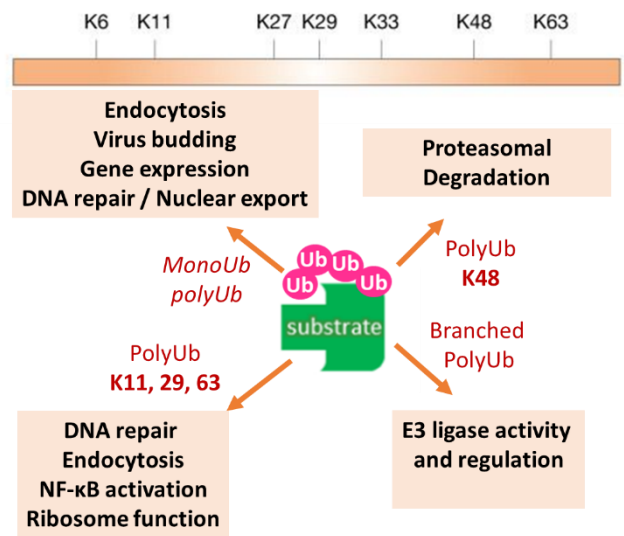 K6 K11 K27 K29 K33 K48 K63
Endocytosis
Virus budding
Gene expression
DNA repair / Nuclear export
Proteasomal
Degradation
MonoUb
polyUb
Ub Ub Ub Ub
substrate
PolyUb
K48
PolyUb
K11, 29, 63
Branched
PolyUb
DNA repair
Endocytosis
NF-κB activation
Ribosome function
E3 ligase activity
and regulation